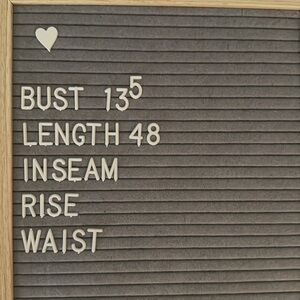 BUST 13⁵
LENGTH 48
INSEAM
RISE
WAIST